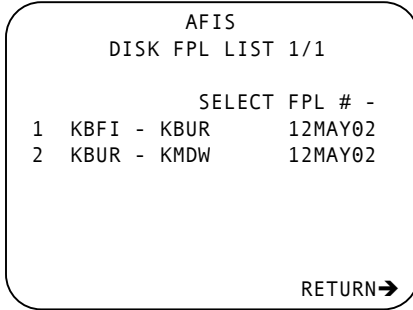 AFIS
DISK FPL LIST 1/1
SELECT FPL # -
1 KBFI - KBUR 12MAY02
2 KBUR - KMDW 12MAY02
RETURN➔